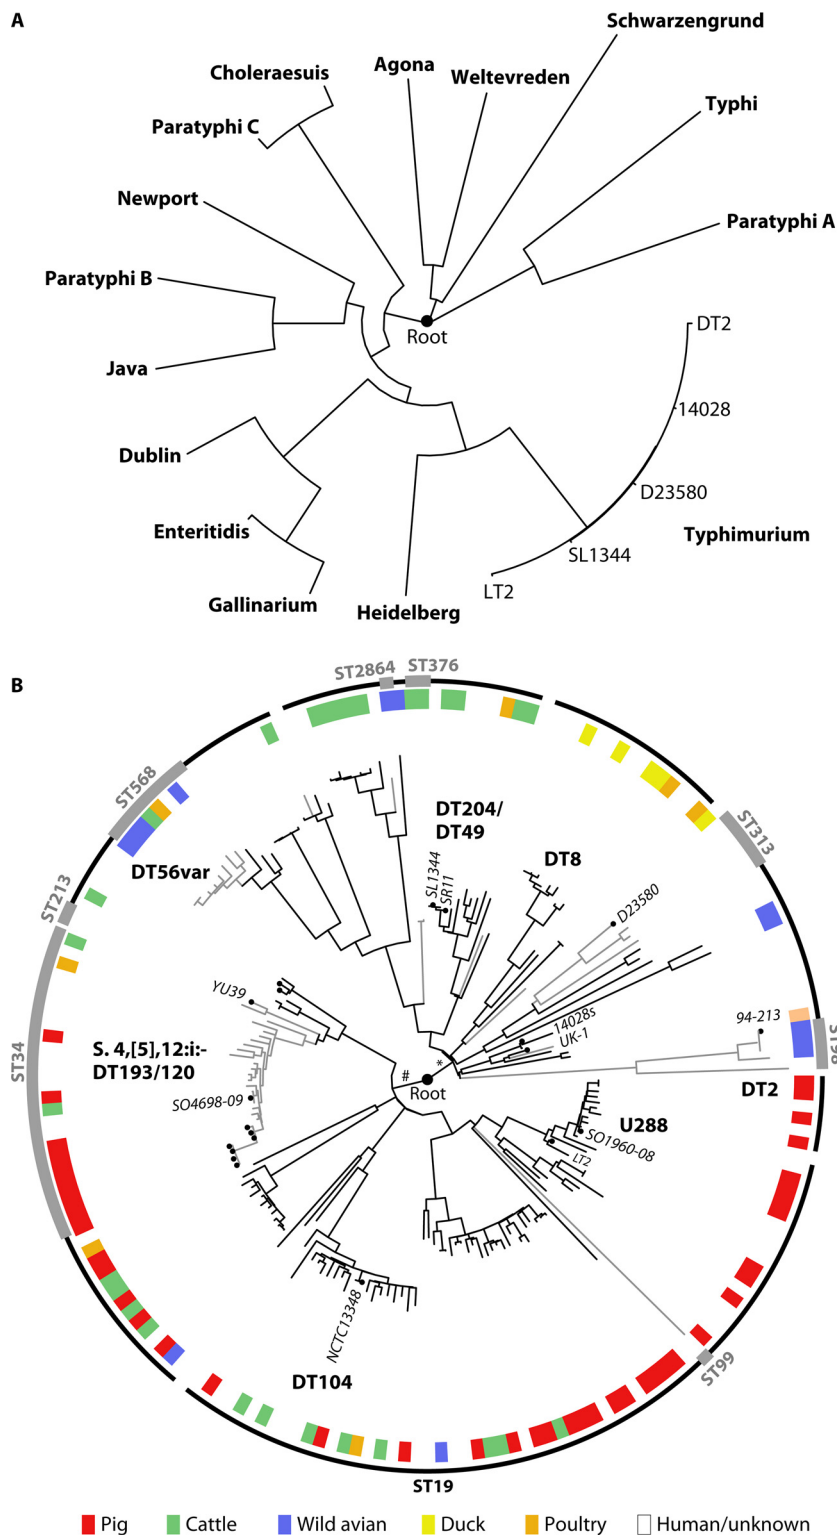 A
Schwarzengrund
Agona
Choleraesuis
Weltevreden
Typhi
Paratyphi C
Newport
Paratyphi A
Paratyphi B
DT2
Root
Java
14028
Dublin
D23580
Enteritidis
Typhimurium
SL1344
LT2
Gallinarium
Heidelberg
B
ST2864
ST376
ST568
ST313
DT204/
DT49
DT56var
DT8
SL1344
SR11
ST213
D23580
YU39
94-213
14028s
UK-1
ST98
S. 4,[5],12:i:-
DT193/120
ST34
*
#
Root
DT2
SO4698-09
U288
SO1960-08
LT2
NCTC13348
ST99
DT104
ST19
Pig
Cattle
Wild avian
Duck
Poultry
Human/unknown